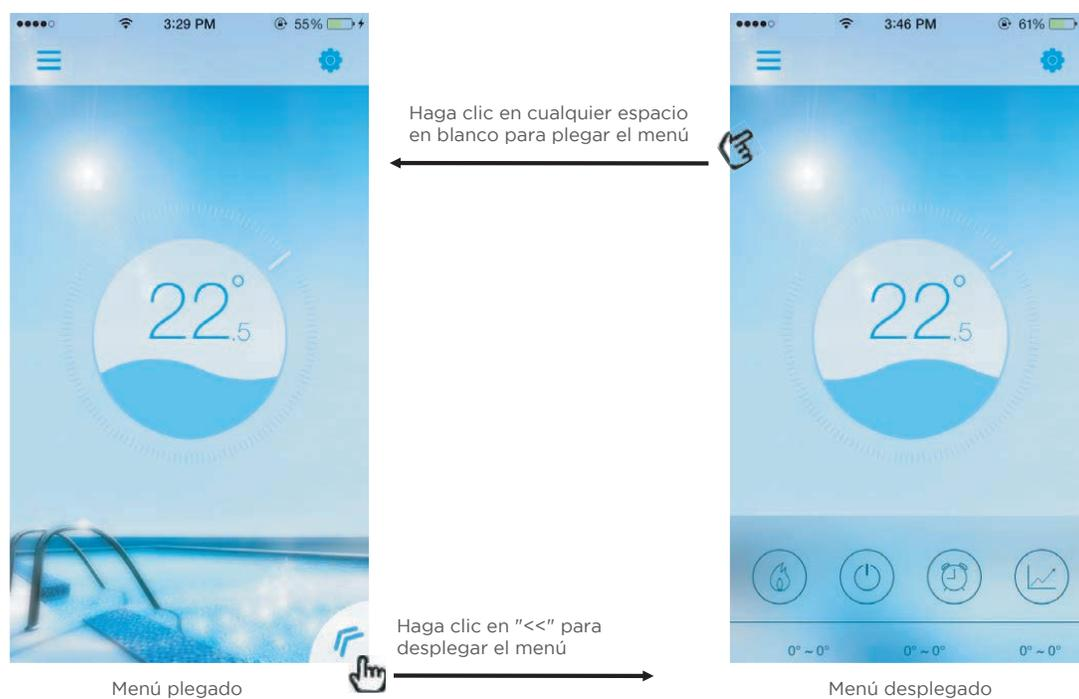 3:29 PM
55%
3:46 PM
61%
Haga clic en cualquier espacio
en blanco para plegar el menú
22°.5
22°.5
Haga clic en "<<" para
desplegar el menú
0° ~ 0°
0° ~ 0°
0° ~ 0°
Menú plegado
Menú desplegado